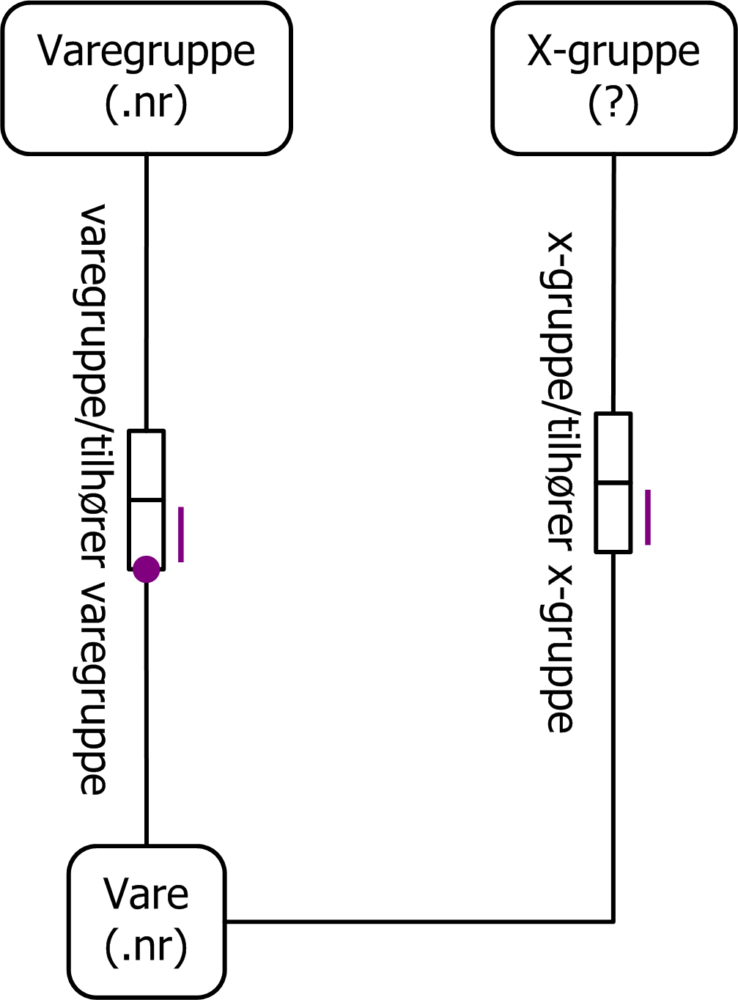 Varegruppe
(.nr)
X-gruppe
(?)
varegruppe/tilhører varegruppe
x-gruppe/tilhører x-gruppe
Vare
(.nr)